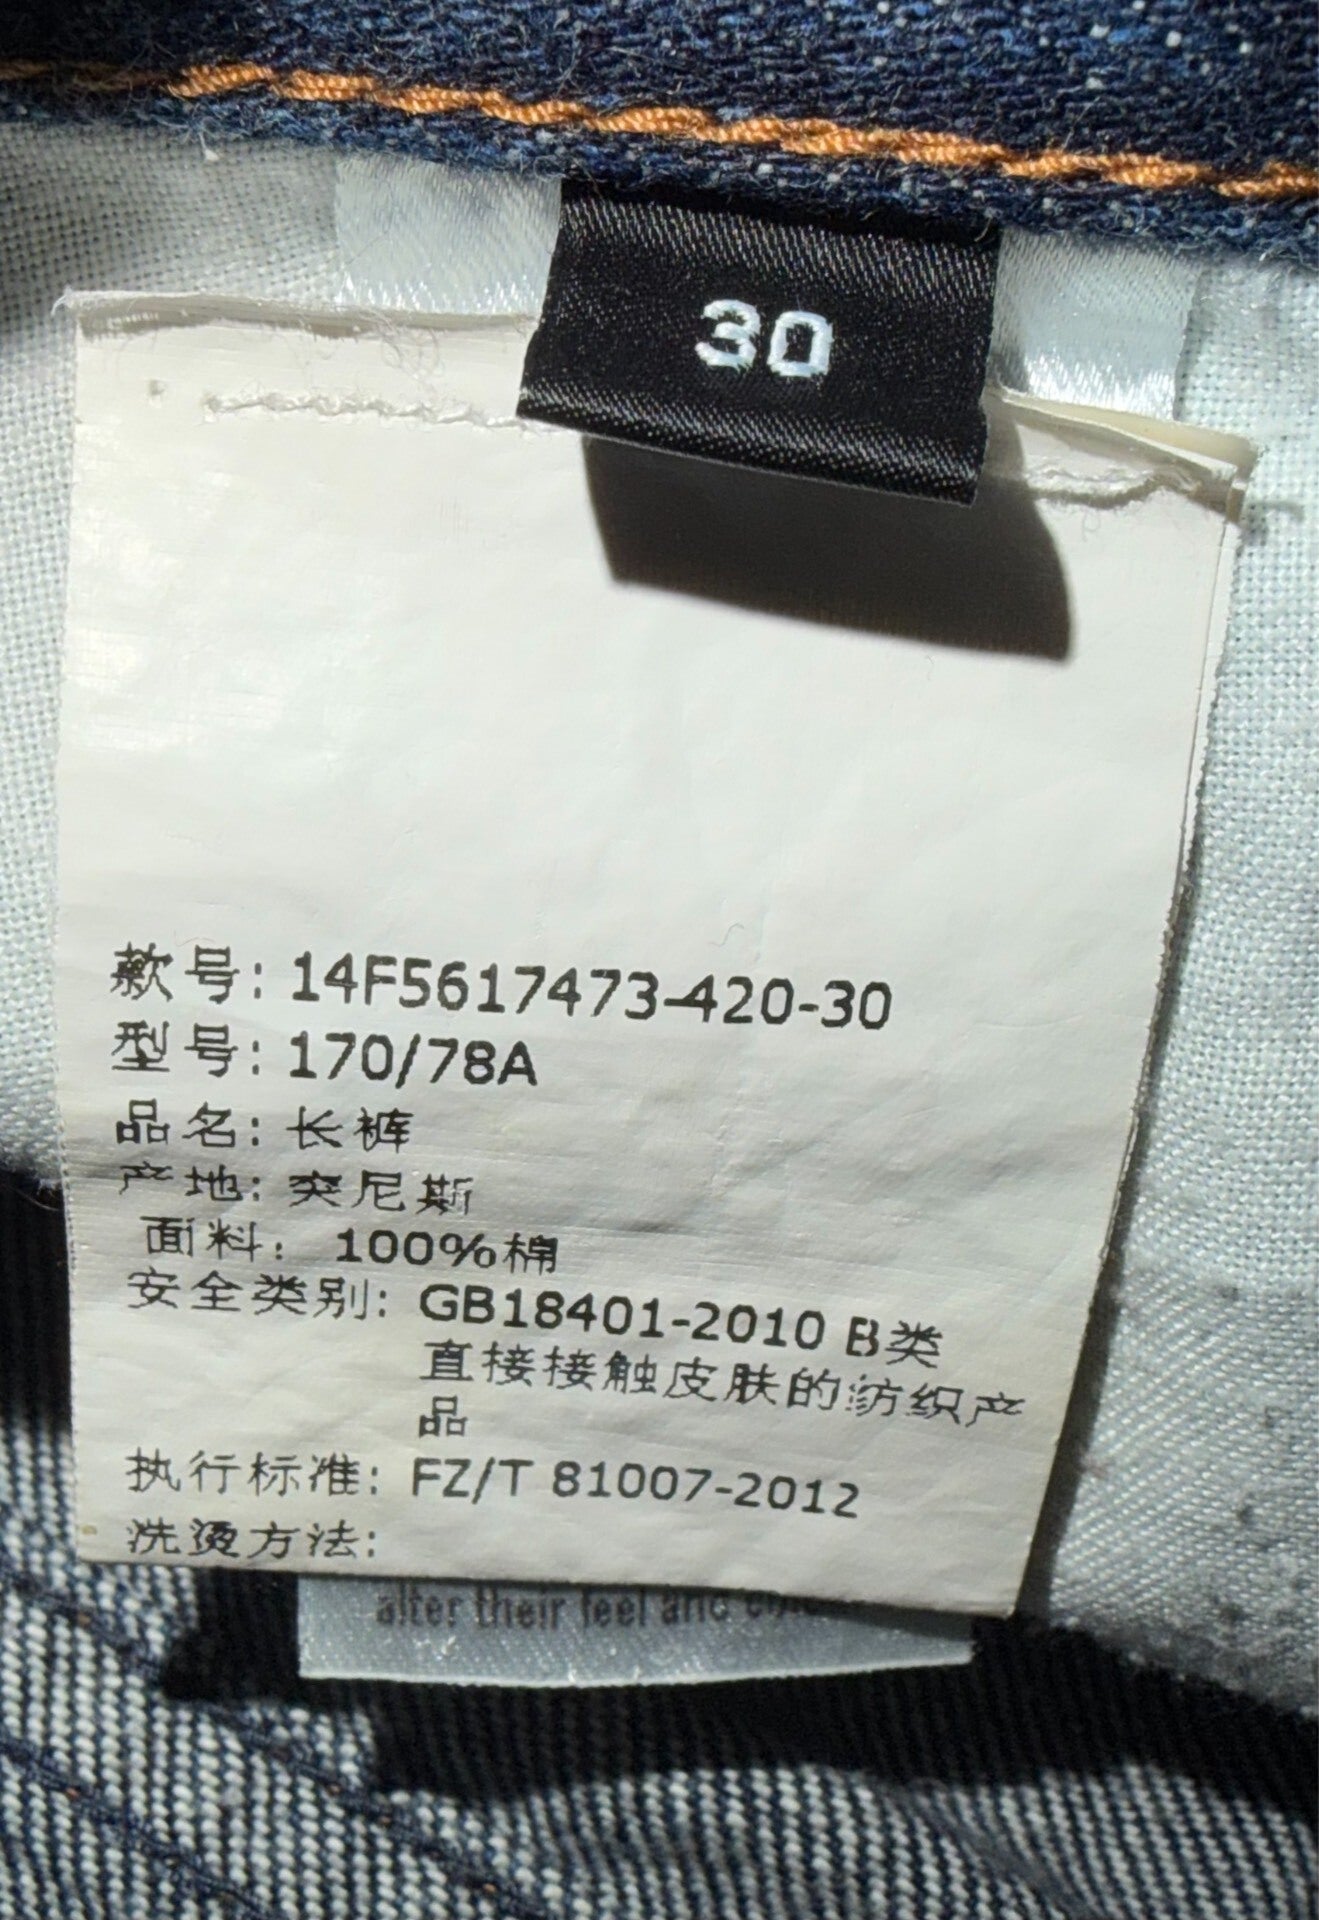 30
款号: 14F5617473-420-30
型号: 170/78A
品名: 长裤
产地: 突尼斯
面料: 100%棉
安全类别: GB18401-2010 B类
直接接触皮肤的纺织产
品
执行标准: FZ/T 81007-2012
洗烫方法:
alter their feel and